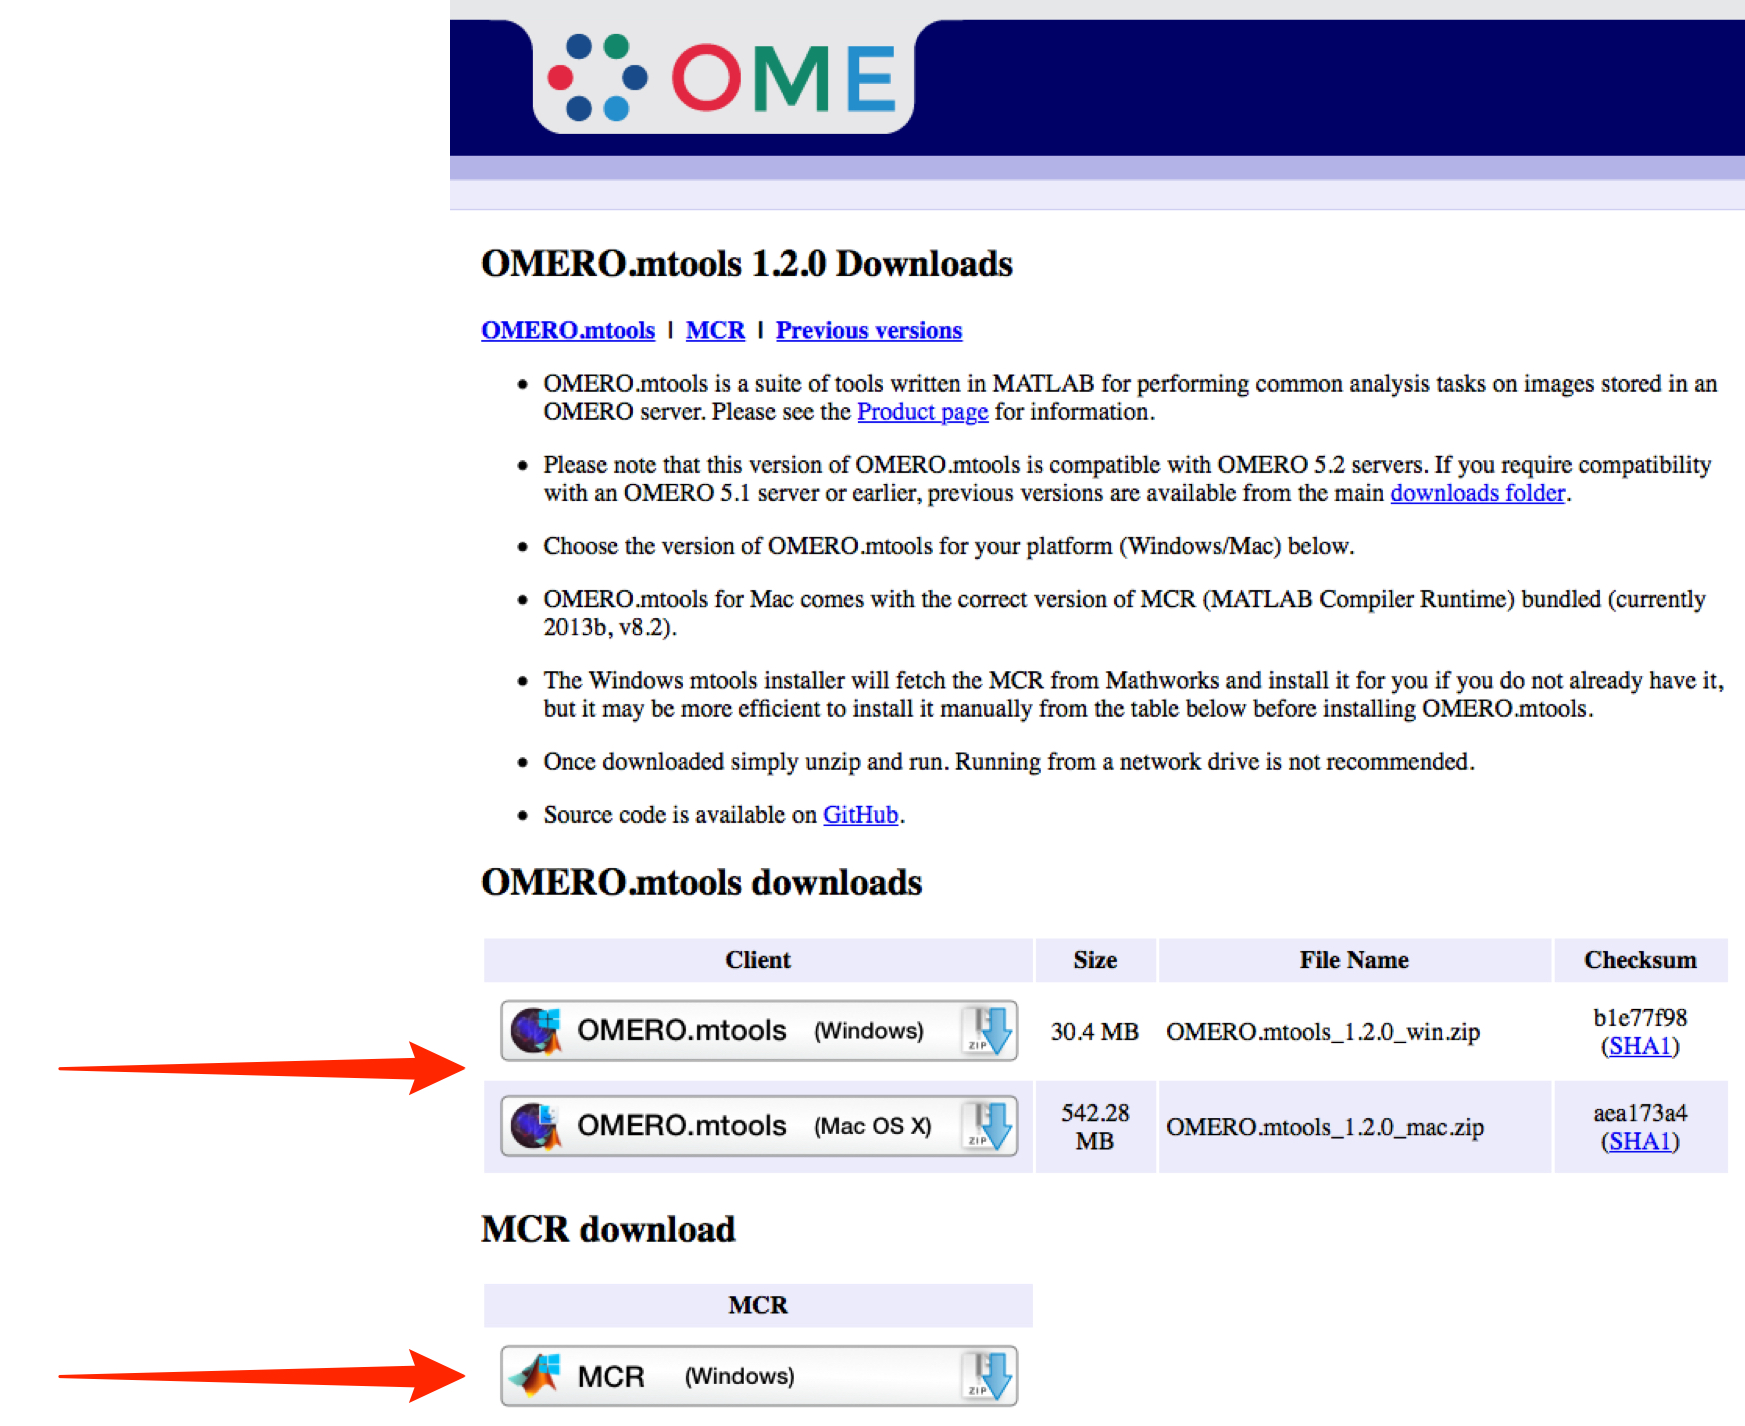 OME
OMERO.mtools 1.2.0 Downloads
OMERO.mtools | MCR | Previous versions
• OMERO.mtools is a suite of tools written in MATLAB for performing common analysis tasks on images stored in an
OMERO server. Please see the Product page for information.
• Please note that this version of OMERO.mtools is compatible with OMERO 5.2 servers. If you require compatibility
with an OMERO 5.1 server or earlier, previous versions are available from the main downloads folder.
• Choose the version of OMERO.mtools for your platform (Windows/Mac) below.
• OMERO.mtools for Mac comes with the correct version of MCR (MATLAB Compiler Runtime) bundled (currently
2013b, v8.2).
• The Windows mtools installer will fetch the MCR from Mathworks and install it for you if you do not already have it,
but it may be more efficient to install it manually from the table below before installing OMERO.mtools.
• Once downloaded simply unzip and run. Running from a network drive is not recommended.
• Source code is available on GitHub.
OMERO.mtools downloads
Client Size File Name Checksum
OMERO.mtools (Windows) ZIP 30.4 MB OMERO.mtools_1.2.0_win.zip b1e77f98
(SHA1)
OMERO.mtools (Mac OS X) ZIP 542.28 MB OMERO.mtools_1.2.0_mac.zip aea173a4
(SHA1)
MCR download
MCR
MCR (Windows) ZIP